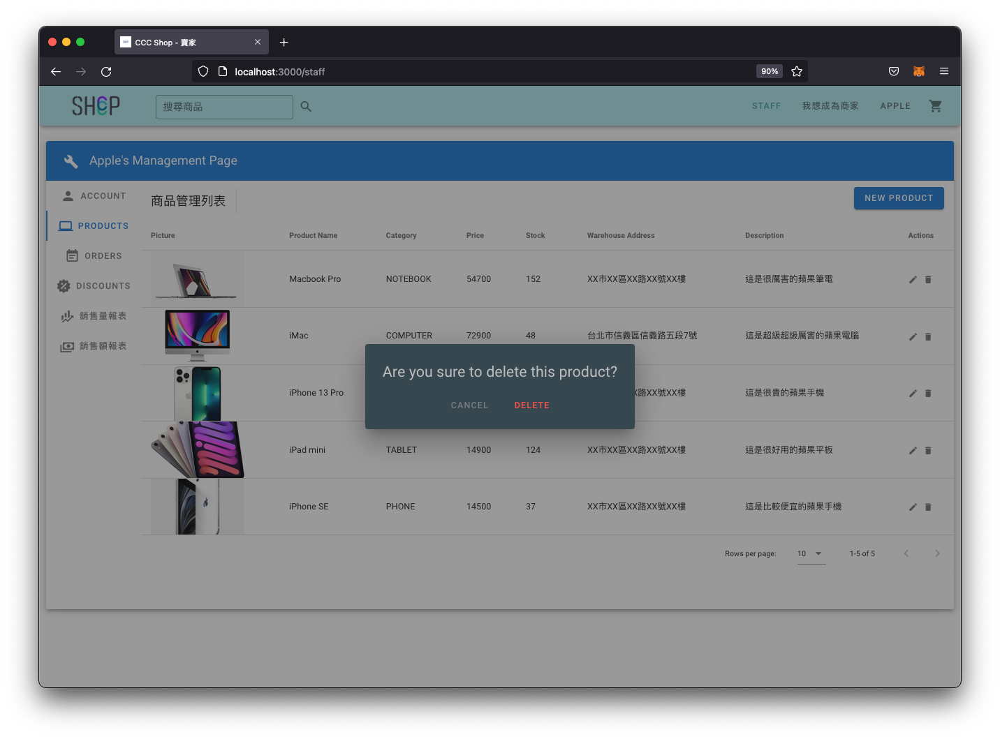 CCC Shop - 賣家
localhost:3000/staff
90%
SHCP
搜尋商品
STAFF
我想成為商家
APPLE
Apple's Management Page
ACCOUNT
PRODUCTS
ORDERS
DISCOUNTS
銷售量報表
銷售額報表
商品管理列表
NEW PRODUCT
Picture Product Name Category Price Stock Warehouse Address Description Actions
Macbook Pro NOTEBOOK 54700 152 XX市XX區XX路XX號XX樓 這是很厲害的蘋果筆電
iMac COMPUTER 72900 48 台北市信義區信義路五段7號 這是超級超級厲害的蘋果電腦
iPhone 13 Pro X路XX號XX樓 這是很貴的蘋果手機
iPad mini TABLET 14900 124 XX市XX區XX路XX號XX樓 這是很好用的蘋果平板
iPhone SE PHONE 14500 37 XX市XX區XX路XX號XX樓 這是比較便宜的蘋果手機
Rows per page: 10 1-5 of 5
Are you sure to delete this product?
CANCEL DELETE